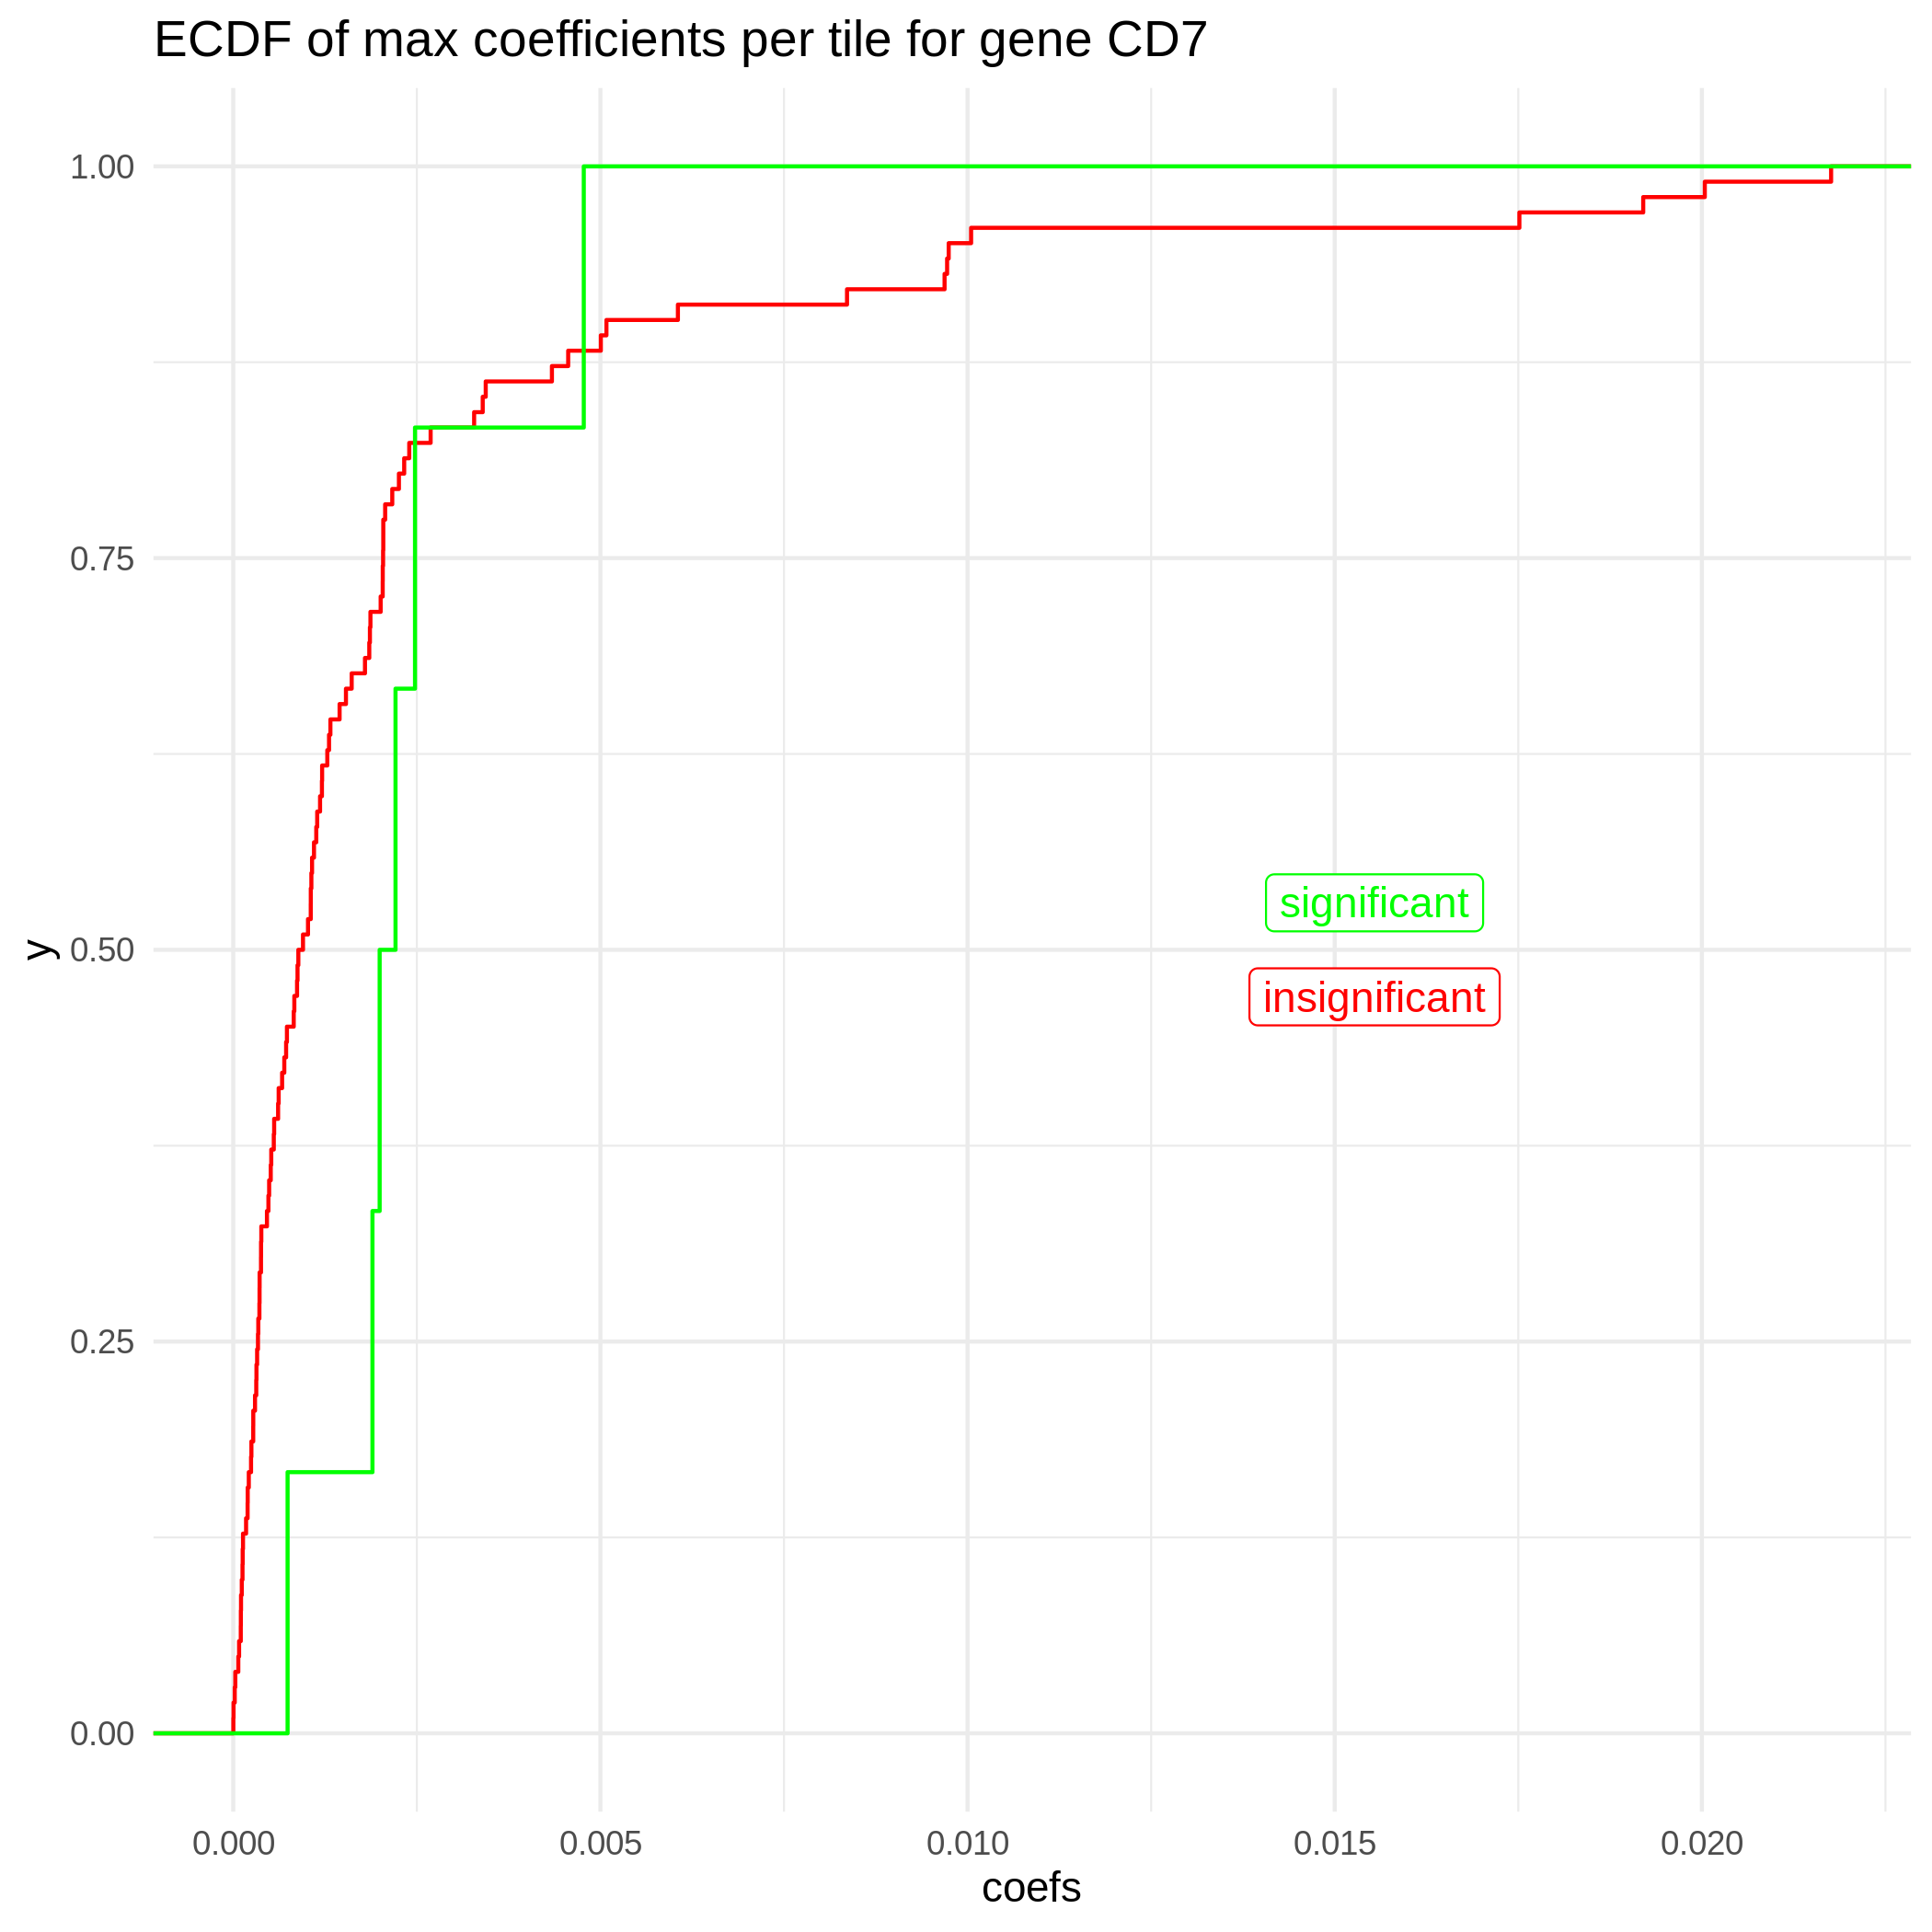 ECDF of max coefficients per tile for gene CD7
1.00
0.75
0.50
0.25
0.00
y
significant
insignificant
0.000 0.005 0.010 0.015 0.020
coefs